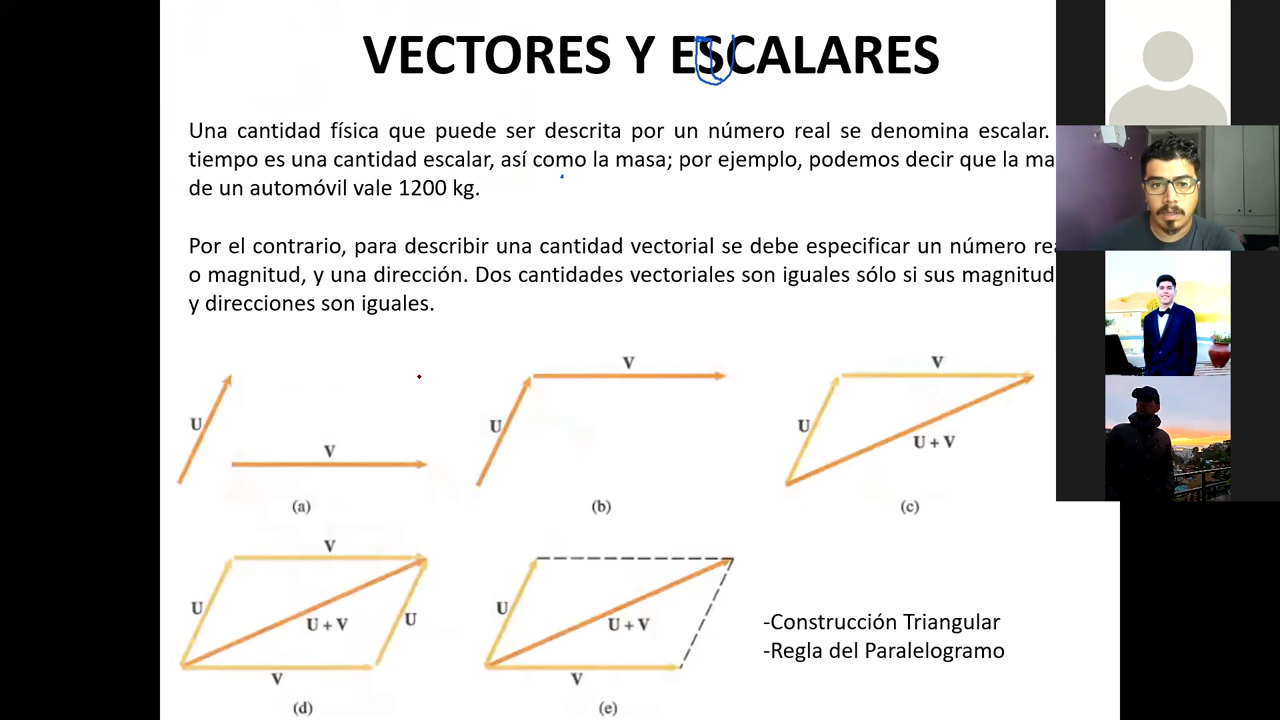 VECTORES Y ESCALARES
Una cantidad física que puede ser descrita por un número real se denomina escalar.
tiempo es una cantidad escalar, así como la masa; por ejemplo, podemos decir que la ma
de un automóvil vale 1200 kg.
Por el contrario, para describir una cantidad vectorial se debe especificar un número rea
o magnitud, y una dirección. Dos cantidades vectoriales son iguales sólo si sus magnitud
y direcciones son iguales.
U
V
(a)
U
V
(b)
V
U
U + V
(c)
V
U
U + V
U
V
(d)
U
U + V
V
(e)
-Construcción Triangular
-Regla del Paralelogramo